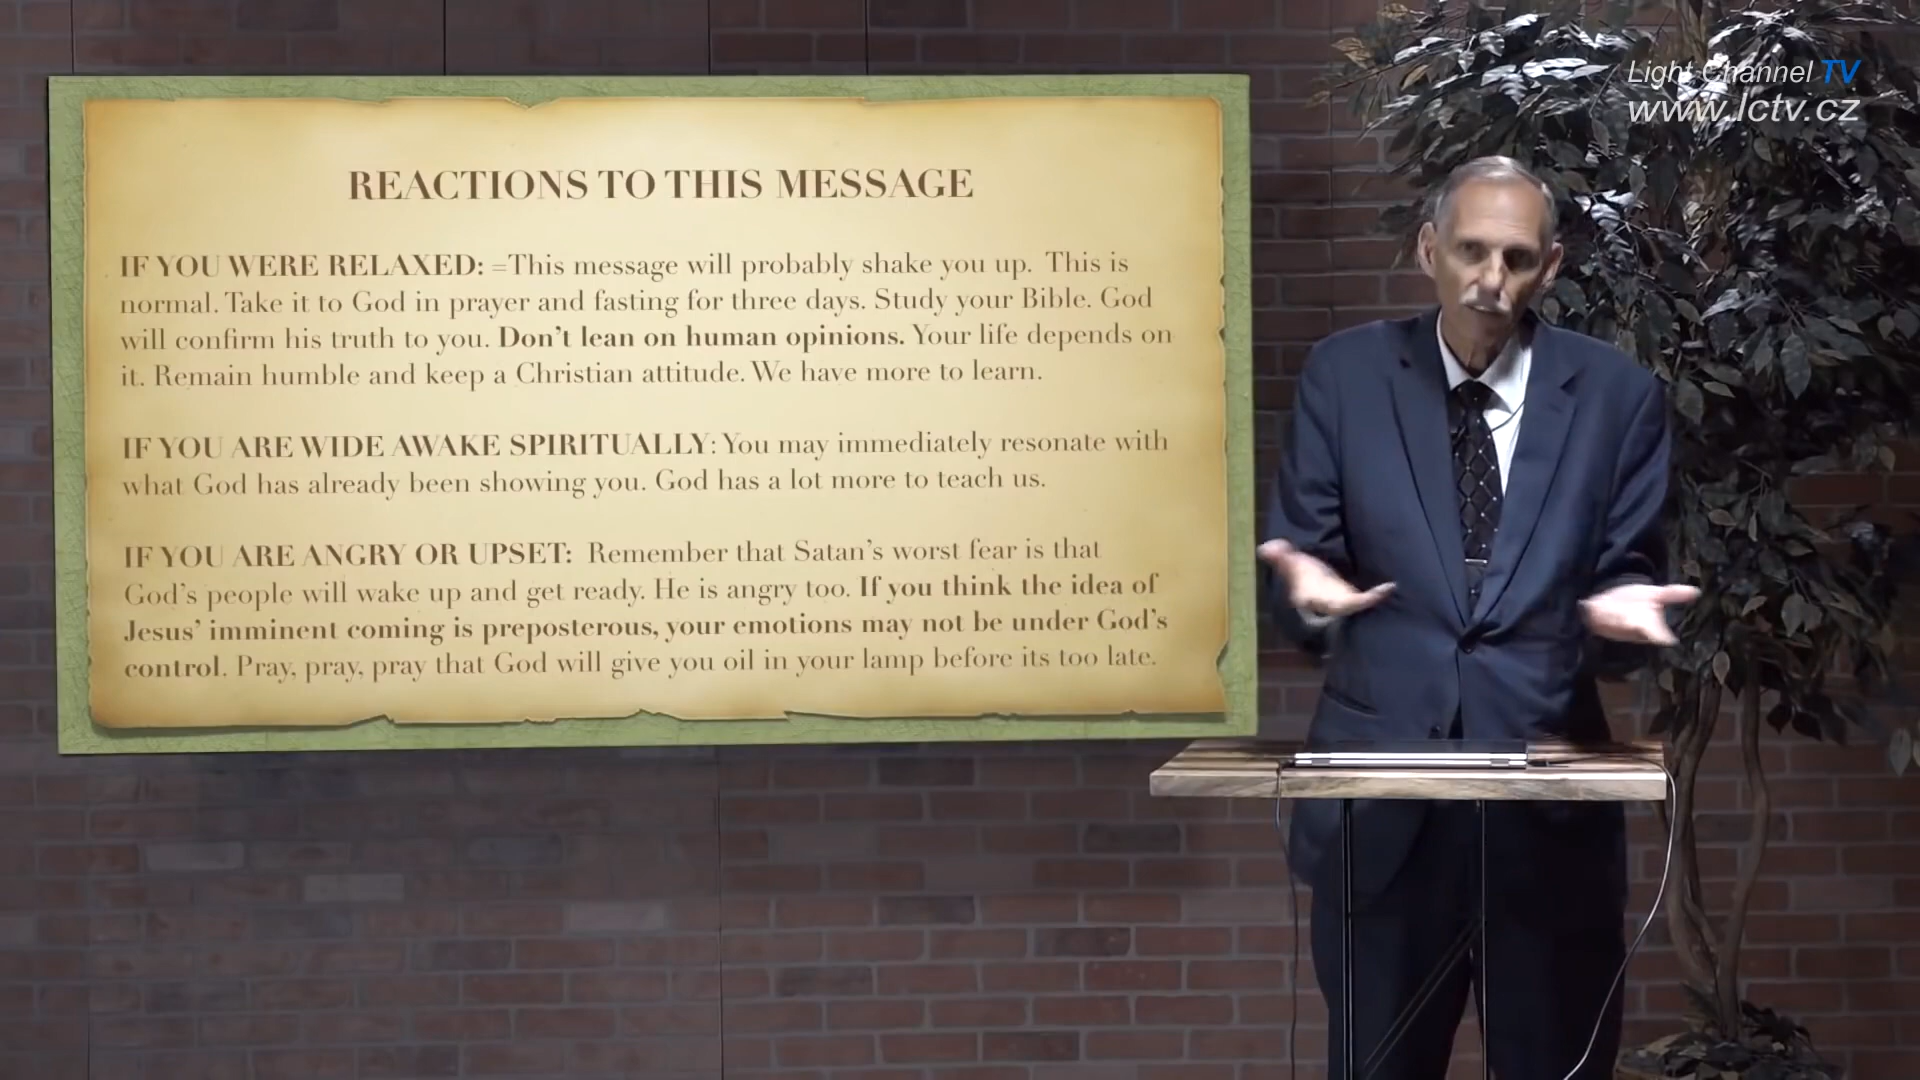 Light Channel TV
www.lctv.cz
REACTIONS TO THIS MESSAGE
IF YOU WERE RELAXED: =This message will probably shake you up. This is
normal. Take it to God in prayer and fasting for three days. Study your Bible. God
will confirm his truth to you. Don't lean on human opinions. Your life depends on
it. Remain humble and keep a Christian attitude. We have more to learn.
IF YOU ARE WIDE AWAKE SPIRITUALLY: You may immediately resonate with
what God has already been showing you. God has a lot more to teach us.
IF YOU ARE ANGRY OR UPSET: Remember that Satan's worst fear is that
God's people will wake up and get ready. He is angry too. If you think the idea of
Jesus' imminent coming is preposterous, your emotions may not be under God's
control. Pray, pray, pray that God will give you oil in your lamp before its too late.